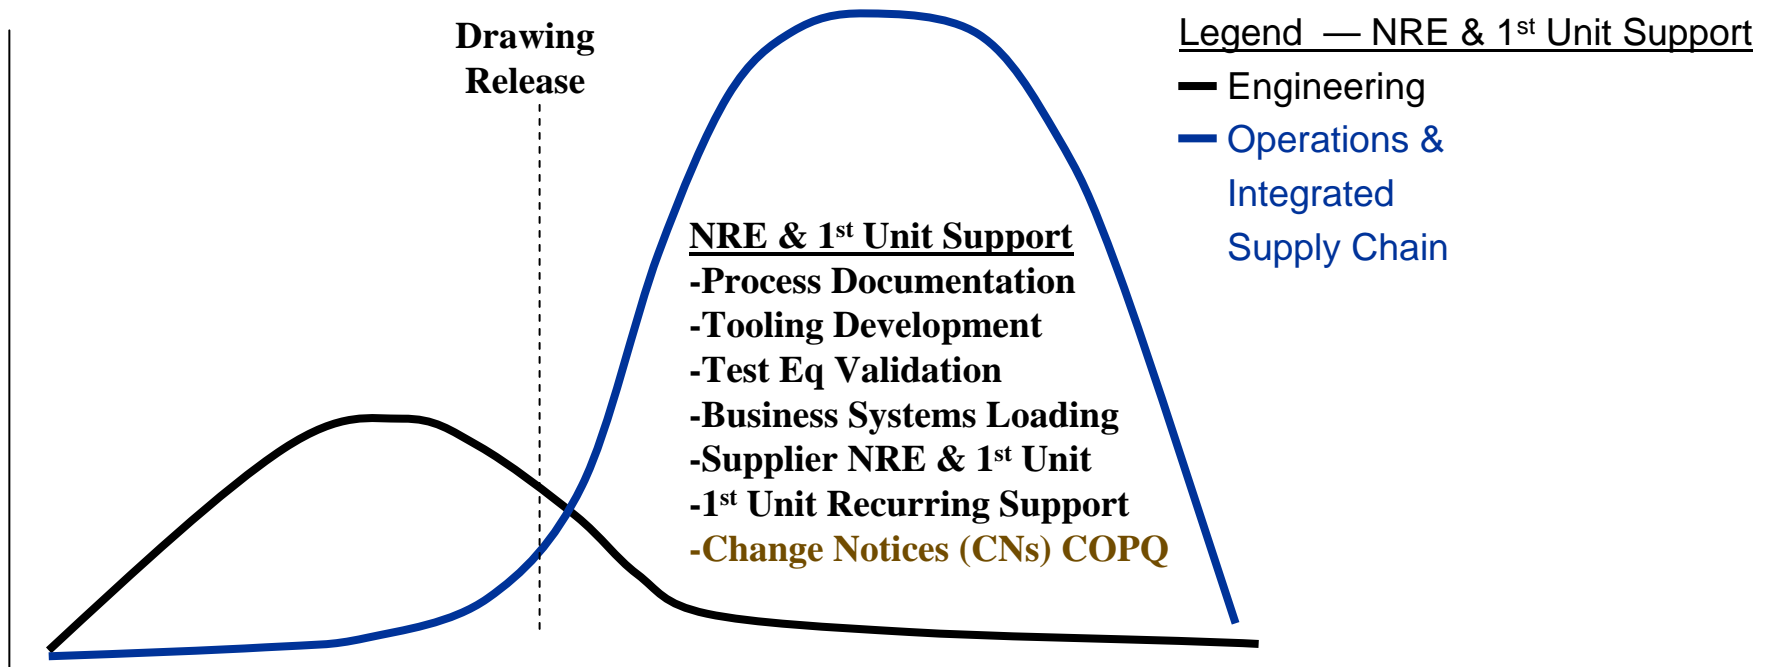 Drawing
Release
Legend — NRE & 1st Unit Support
Engineering
Operations &
Integrated
Supply Chain
NRE & 1st Unit Support
-Process Documentation
-Tooling Development
-Test Eq Validation
-Business Systems Loading
-Supplier NRE & 1st Unit
-1st Unit Recurring Support
-Change Notices (CNs) COPQ